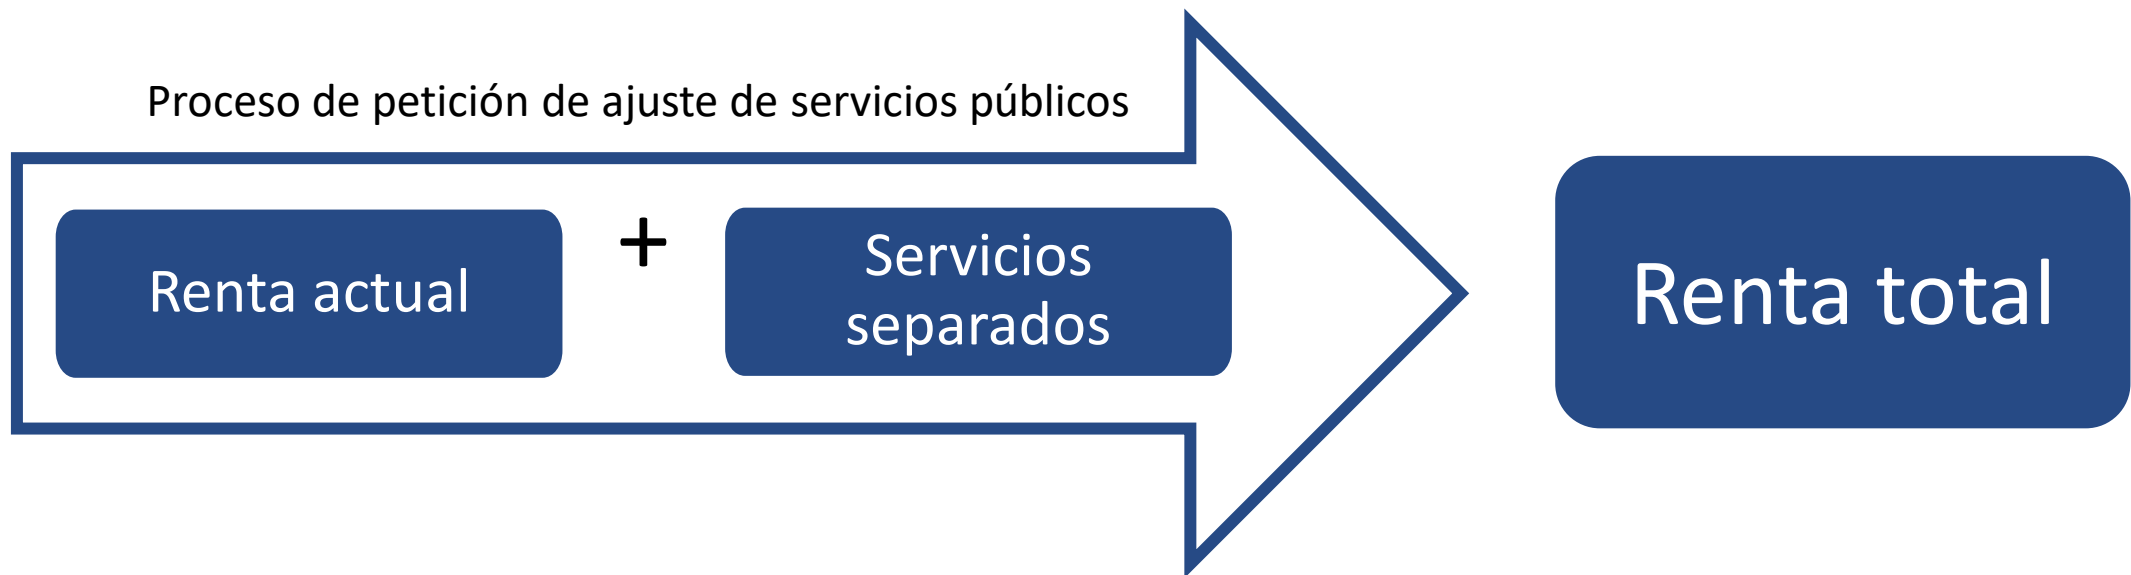 Proceso de petición de ajuste de servicios públicos
Renta actual
+
Servicios
separados
Renta total